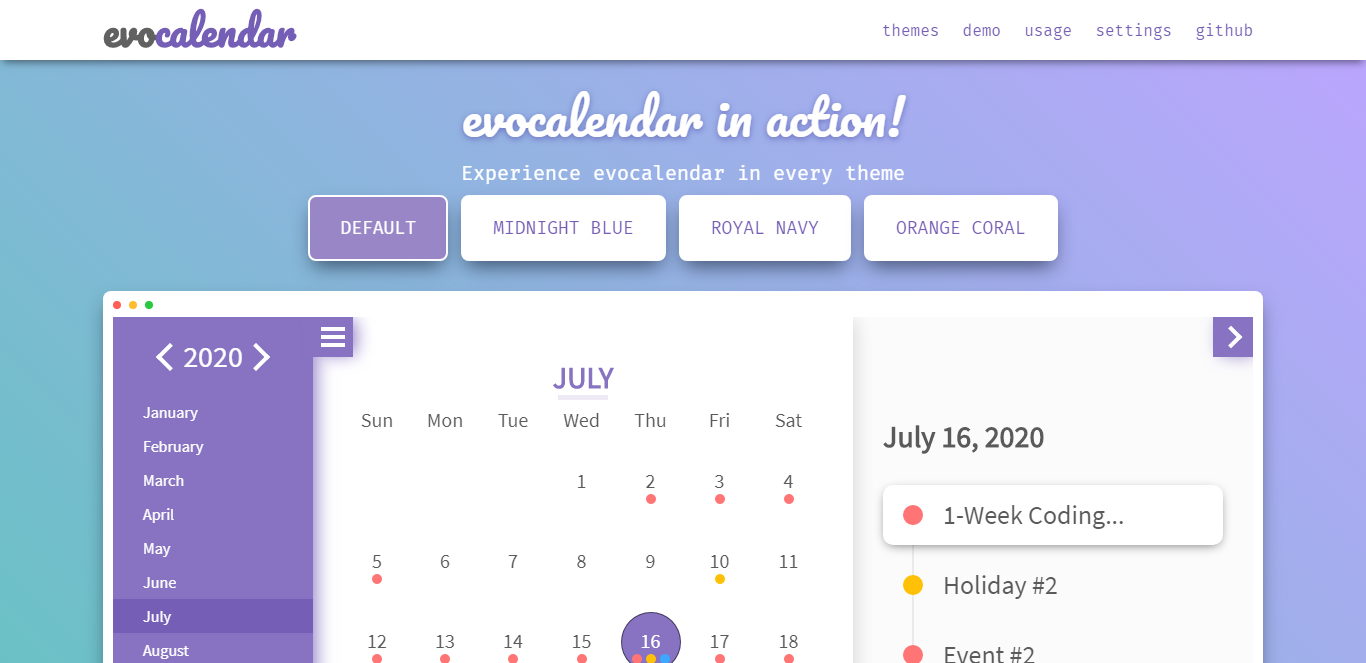 evocalendar
themes demo usage settings github
evocalendar in action!
Experience evocalendar in every theme
DEFAULT MIDNIGHT BLUE ROYAL NAVY ORANGE CORAL
2020
January
February
March
April
May
June
July
August
JULY
Sun Mon Tue Wed Thu Fri Sat
1 2 3 4
5 6 7 8 9 10 11
12 13 14 15 16 17 18
July 16, 2020
1-Week Coding...
Holiday #2
Event #2